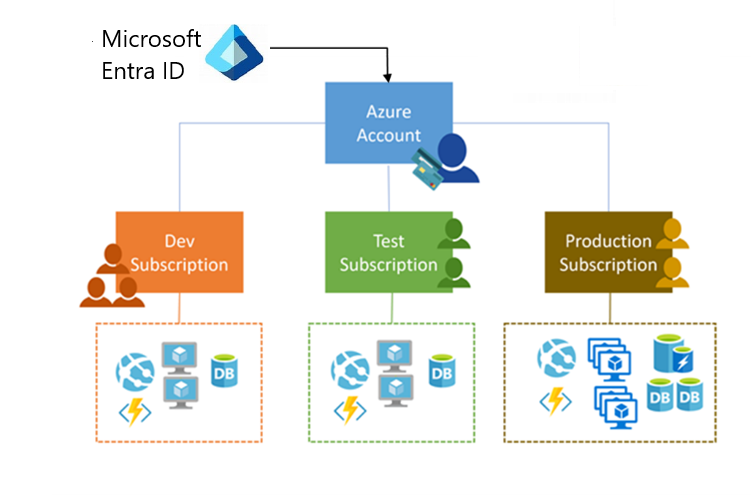 Microsoft
Entra ID
Azure
Account
Dev
Subscription
Test
Subscription
Production
Subscription
DB
DB
DB
DB